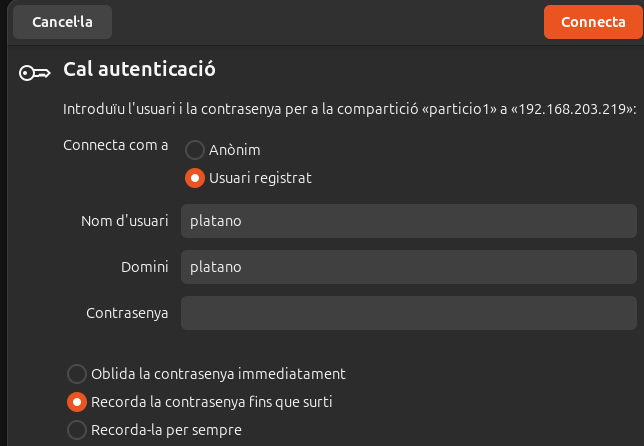 Cancel·la
Connecta
Cal autenticació
Introduïu l'usuari i la contrasenya per a la compartició «particio1» a «192.168.203.219»:
Connecta com a
Anònim
Usuari registrat
Nom d'usuari platano
Domini platano
Contrasenya
Oblida la contrasenya immediatament
Recorda la contrasenya fins que surti
Recorda-la per sempre